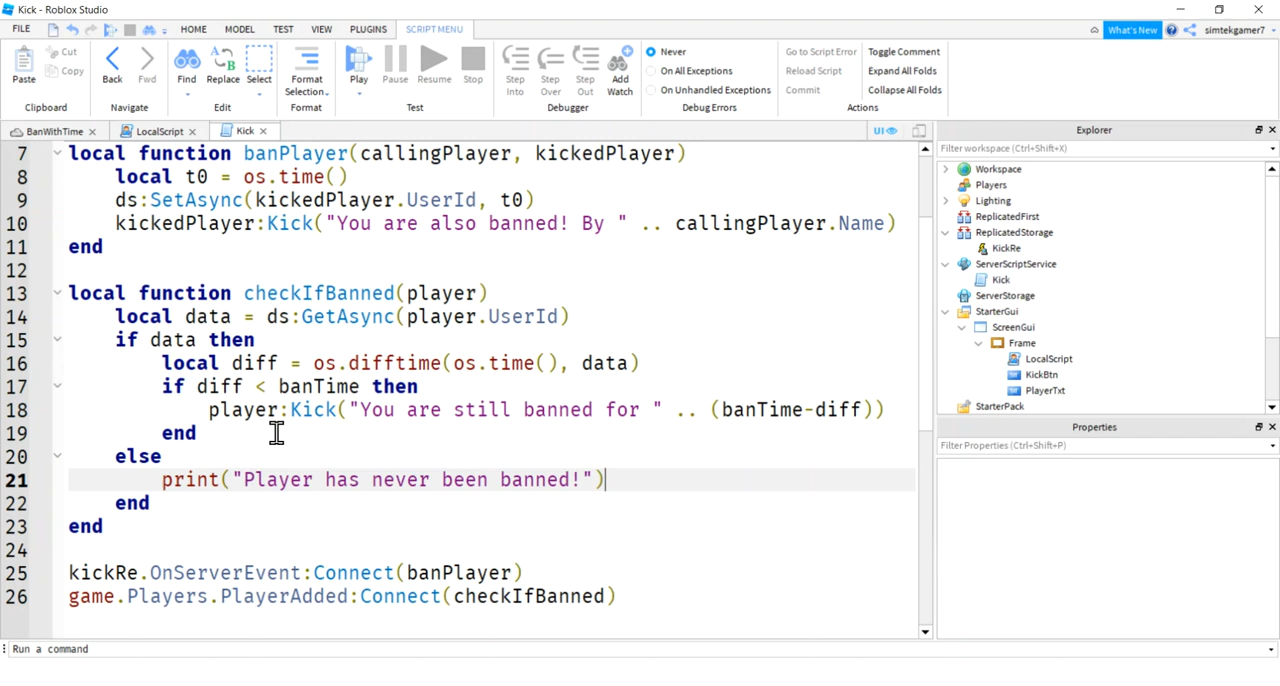 Kick - Roblox Studio
FILE HOME MODEL TEST VIEW PLUGINS SCRIPT MENU What's New simtekgamer7
Paste Cut Copy Back Fwd Find Replace Select Format Selection Play Pause Resume Stop Step Into Step Over Step Out Add Watch
Never Go to Script Error Toggle Comment
On All Exceptions Reload Script Expand All Folds
On Unhandled Exceptions Commit Collapse All Folds
Clipboard Navigate Edit Format Test Debugger Debug Errors Actions
BanWithTime LocalScript Kick UI
7 local function banPlayer(callingPlayer, kickedPlayer)
8 local t0 = os.time()
9 ds:SetAsync(kickedPlayer.UserId, t0)
10 kickedPlayer:Kick("You are also banned! By " .. callingPlayer.Name)
11 end
12
13 local function checkIfBanned(player)
14 local data = ds:GetAsync(player.UserId)
15 if data then
16 local diff = os.difftime(os.time(), data)
17 if diff < banTime then
18 player:Kick("You are still banned for " .. (banTime-diff))
19 end
20 else
21 print("Player has never been banned!")
22 end
23 end
24
25 kickRe.OnServerEvent:Connect(banPlayer)
26 game.Players.PlayerAdded:Connect(checkIfBanned)
Explorer
Filter workspace (Ctrl+Shift+X)
Workspace
Players
Lighting
ReplicatedFirst
ReplicatedStorage
KickRe
ServerScriptService
Kick
ServerStorage
StarterGui
ScreenGui
Frame
LocalScript
KickBtn
PlayerTxt
StarterPack
Properties
Filter Properties (Ctrl+Shift+P)
Run a command